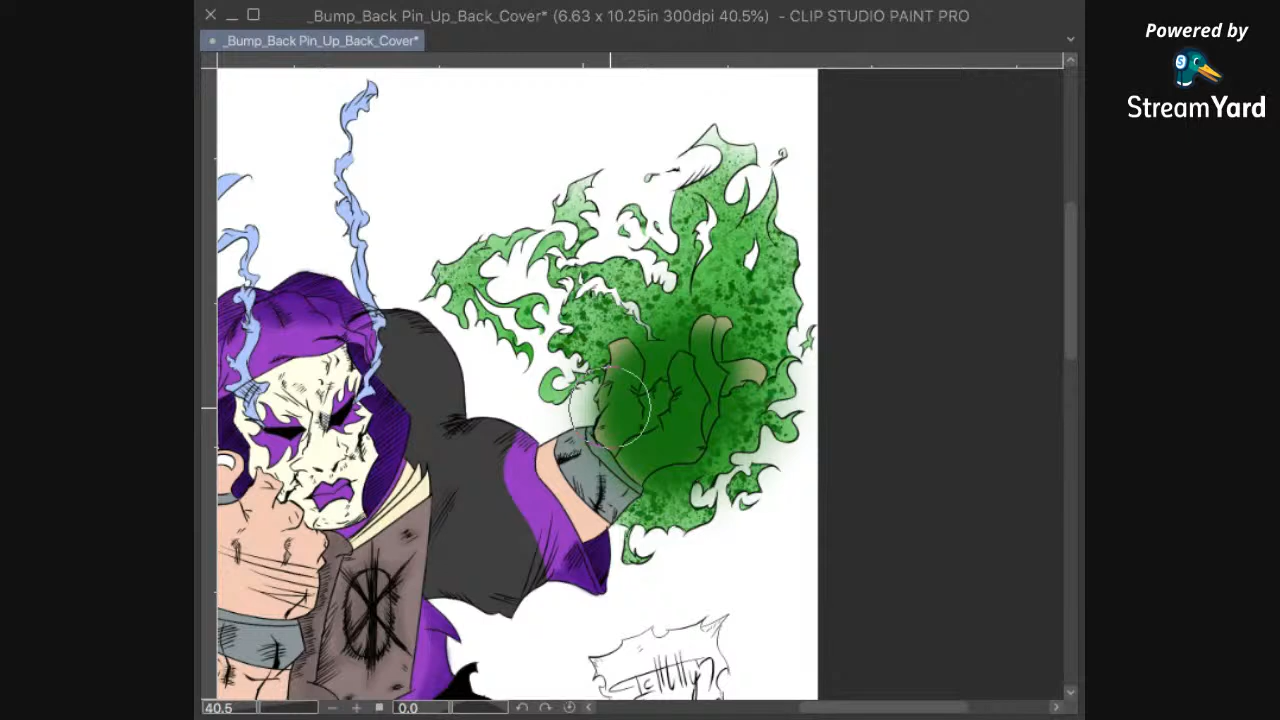 _Bump_Back Pin_Up_Back_Cover* (6.63 x 10.25in 300dpi 40.5%) - CLIP STUDIO PAINT PRO
_Bump_Back Pin_Up_Back_Cover*
Powered by
StreamYard
40.5
0.0